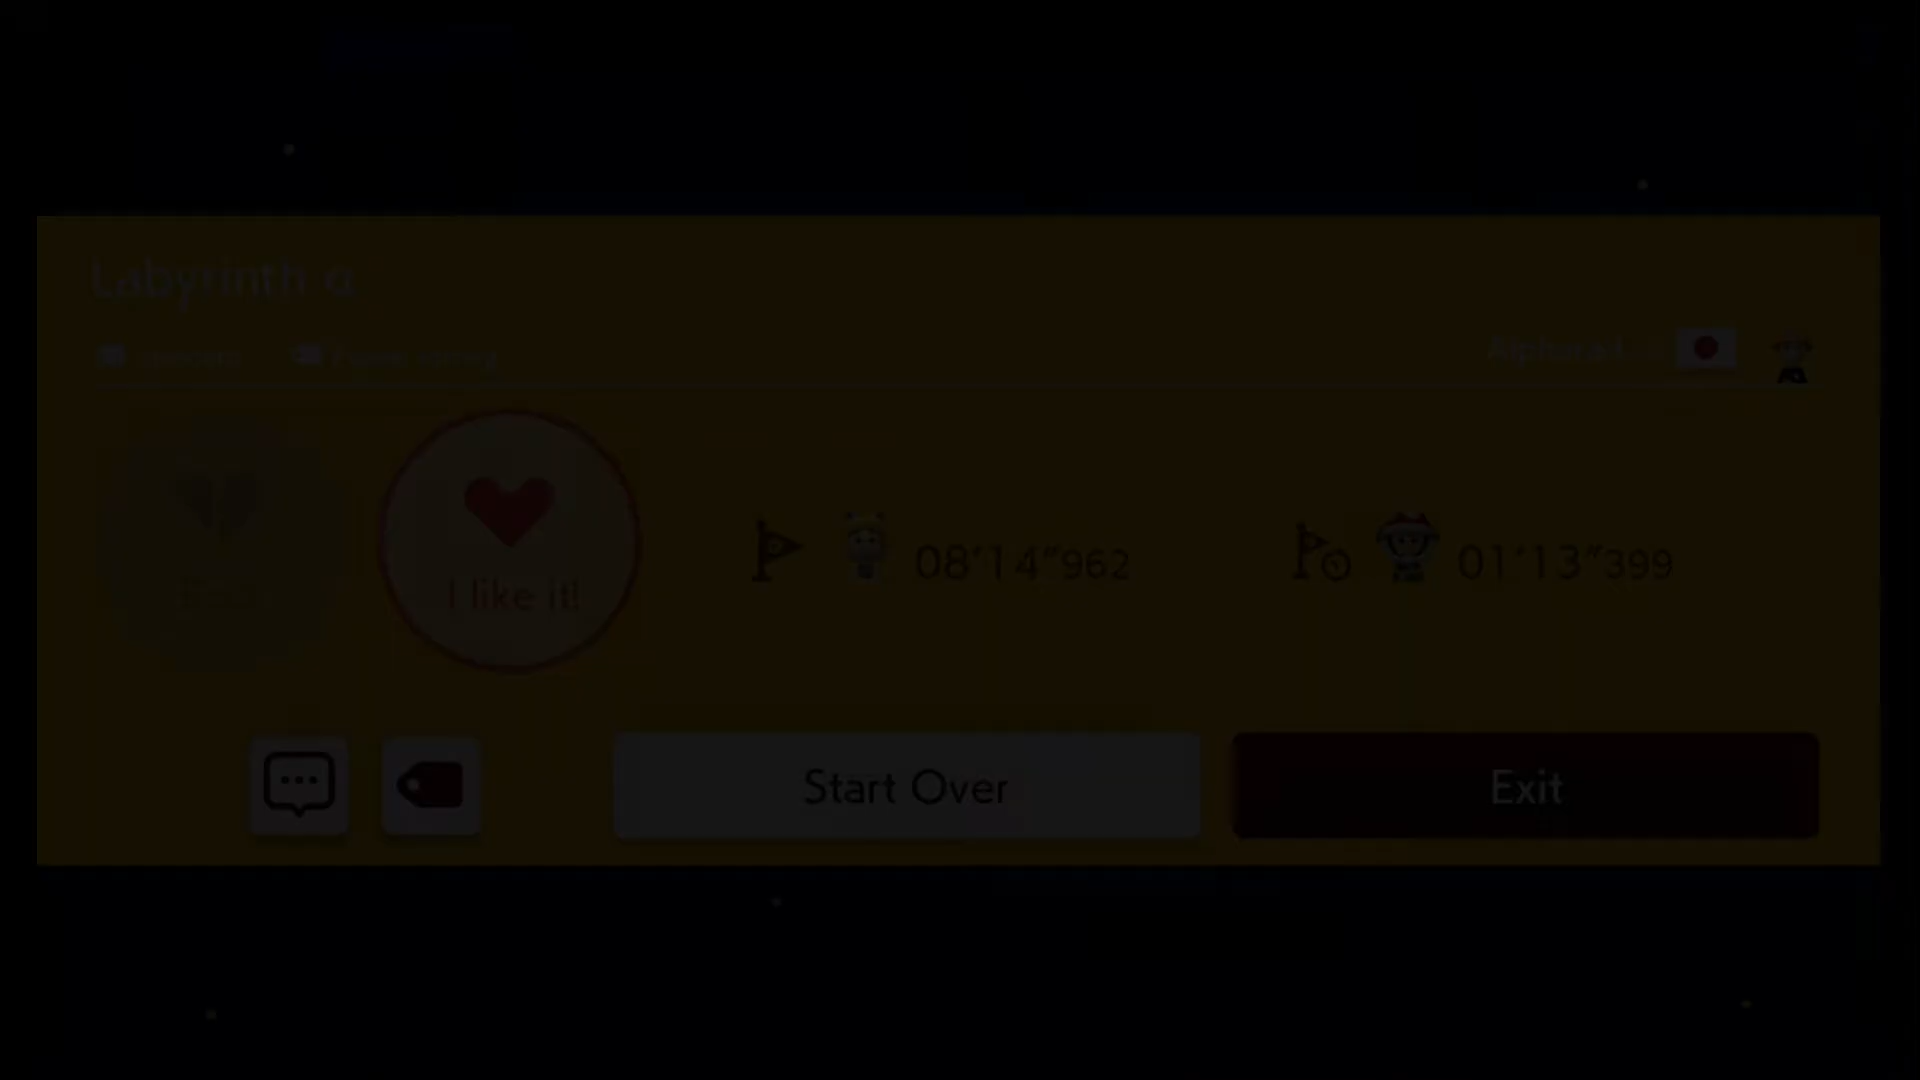 Labyrinth α
I like it!
08'14"962
01'13"399
Start Over
Exit